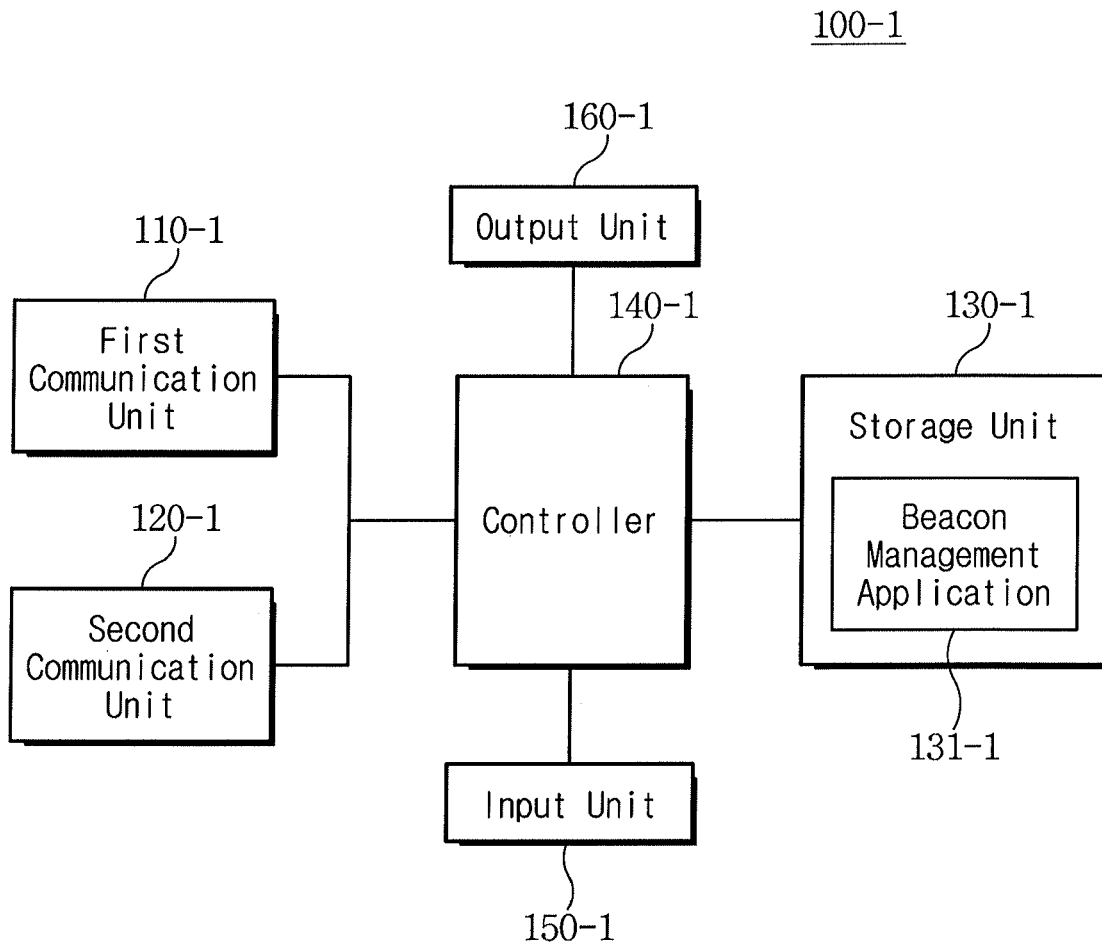 100-1
160-1
Output Unit
110-1
First
Communication
Unit
140-1
130-1
Controller
Storage Unit
Beacon
Management
Application
131-1
120-1
Second
Communication
Unit
Input Unit
150-1